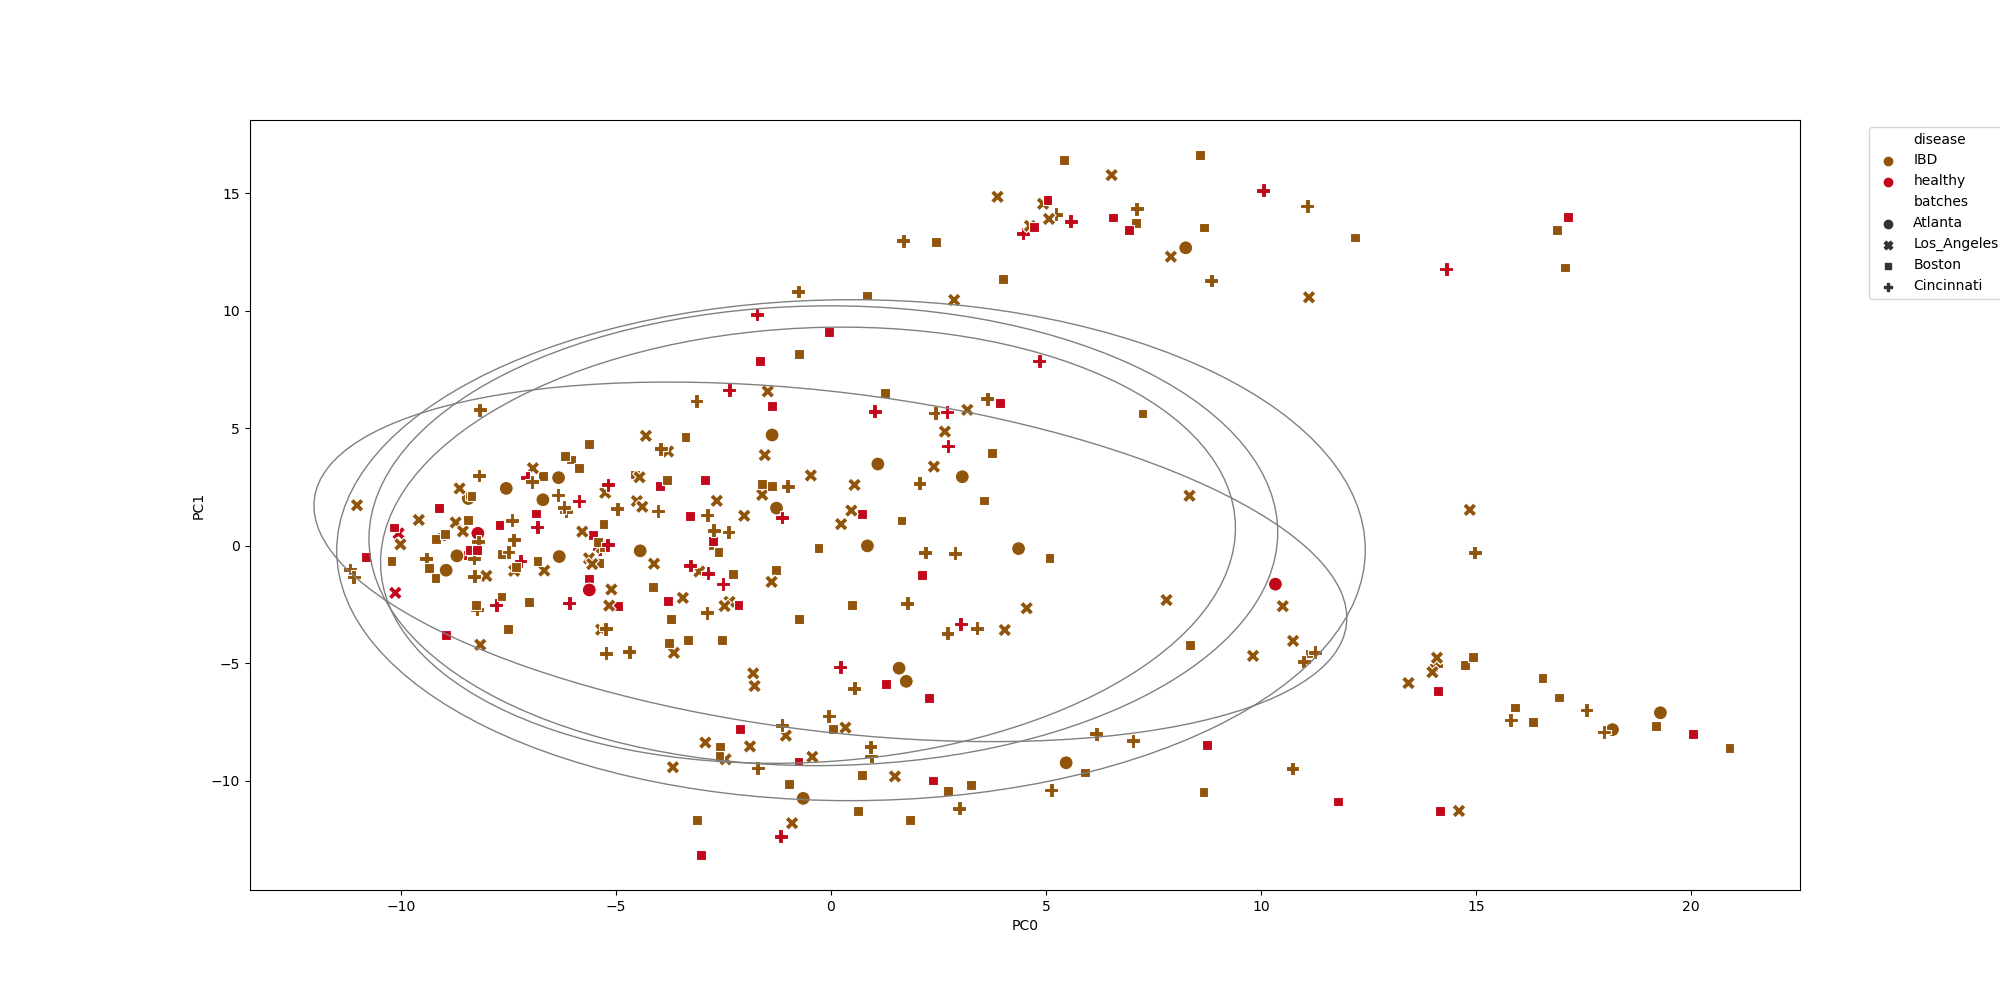 disease
IBD
healthy
batches
Atlanta
Los_Angeles
Boston
Cincinnati
15
10
5
0
−5
−10
PC1
−10
−5
0
5
10
15
20
PC0